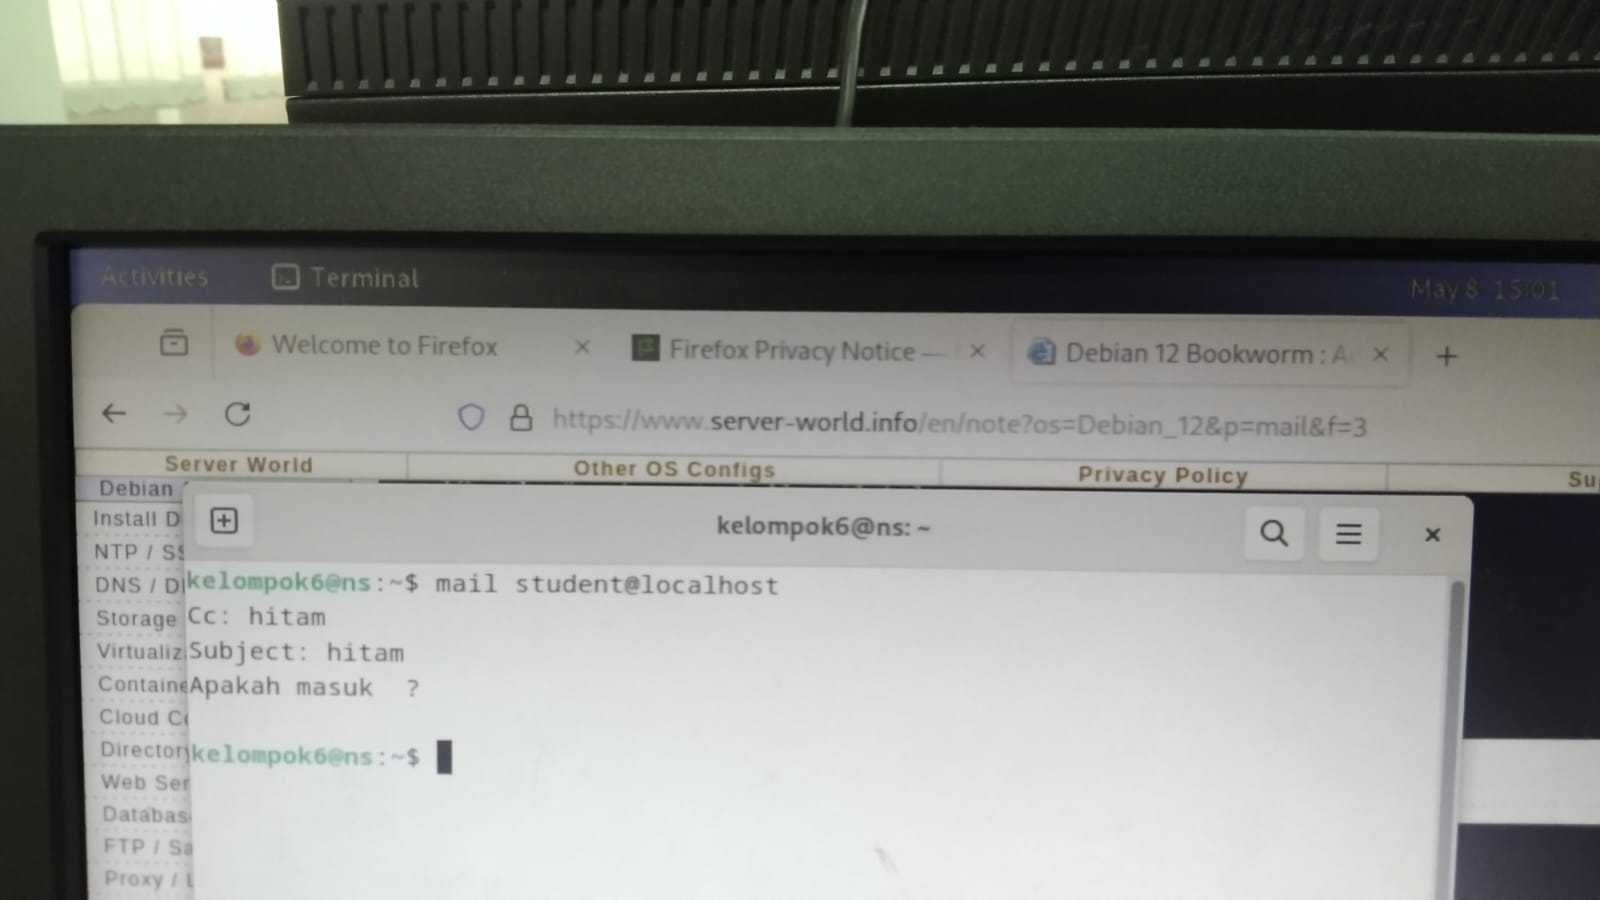 Activities Terminal May 8 15:01
Welcome to Firefox Firefox Privacy Notice — Debian 12 Bookworm : A
https://www.server-world.info/en/note?os=Debian_12&p=mail&f=3
Server World Other OS Configs Privacy Policy Su
Debian
kelompok6@ns: ~
Install D
NTP / SS
kelompok6@ns:~$ mail student@localhost
DNS / D
Cc: hitam
Storage
Subject: hitam
Virtualiz
Apakah masuk ?
Containe
Cloud Co
kelompok6@ns:~$
Directory
Web Ser
Databas
FTP / Sa
Proxy / L